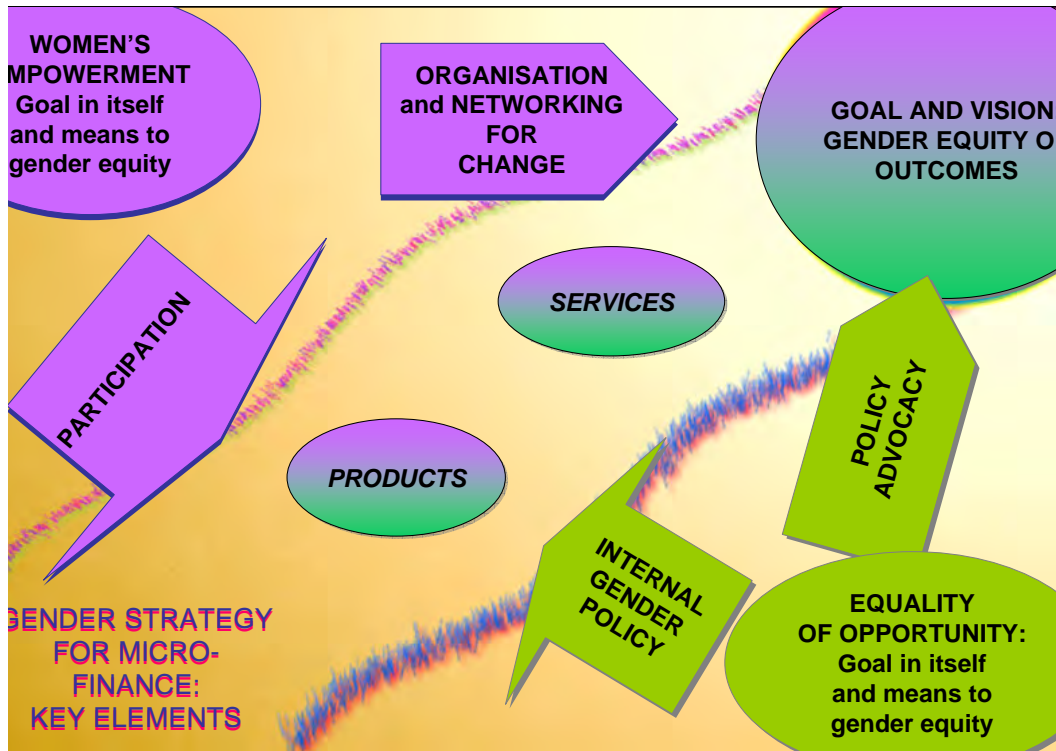 WOMEN'S
MPOWERMENT
Goal in itself
and means to
gender equity
ORGANISATION
and NETWORKING
FOR
CHANGE
GOAL AND VISION
GENDER EQUITY O
OUTCOMES
PARTICIPATION
SERVICES
PRODUCTS
POLICY
ADVOCACY
INTERNAL
GENDER
POLICY
GENDER STRATEGY
FOR MICRO-
FINANCE:
KEY ELEMENTS
EQUALITY
OF OPPORTUNITY:
Goal in itself
and means to
gender equity